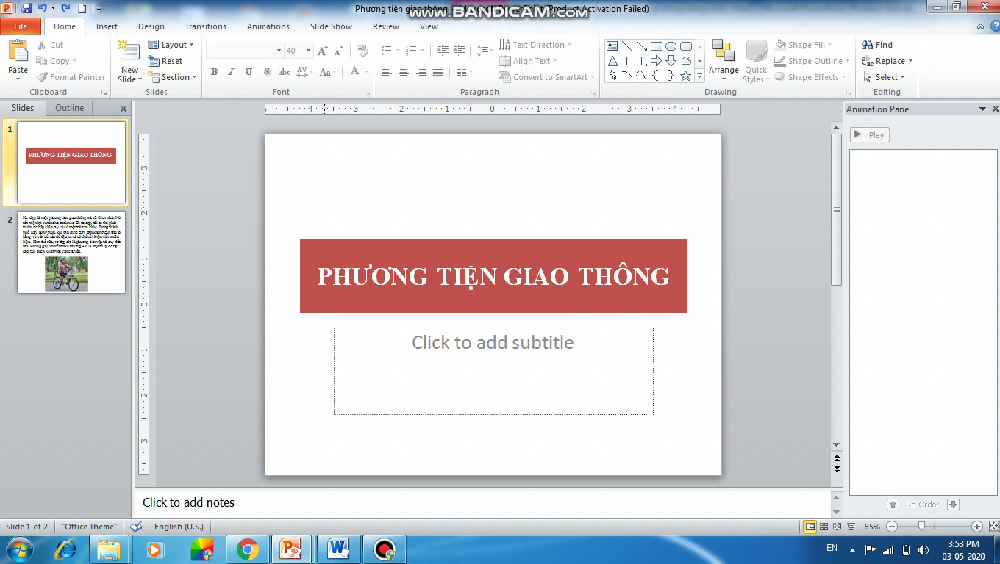 Phương tiện giao thông
www.BANDICAM.com
Product Activation Failed)
File Home Insert Design Transitions Animations Slide Show Review View
Paste
Cut
Copy
Format Painter
Clipboard
New
Slide
Layout
Reset
Section
Slides
40
B I U S abc AV Aa A
Font
Text Direction
Align Text
Convert to SmartArt
Paragraph
Arrange
Quick
Styles
Shape Fill
Shape Outline
Shape Effects
Drawing
Find
Replace
Select
Editing
Slides Outline
Animation Pane
Play
4 3 2 1 0 1 2 3 4
3
2
1
0
1
2
3
1
PHƯƠNG TIỆN GIAO THÔNG
2
PHƯƠNG TIỆN GIAO THÔNG
Click to add subtitle
Re-Order
Click to add notes
Slide 1 of 2 "Office Theme" English (U.S.) 65%
EN
3:53 PM
03-05-2020